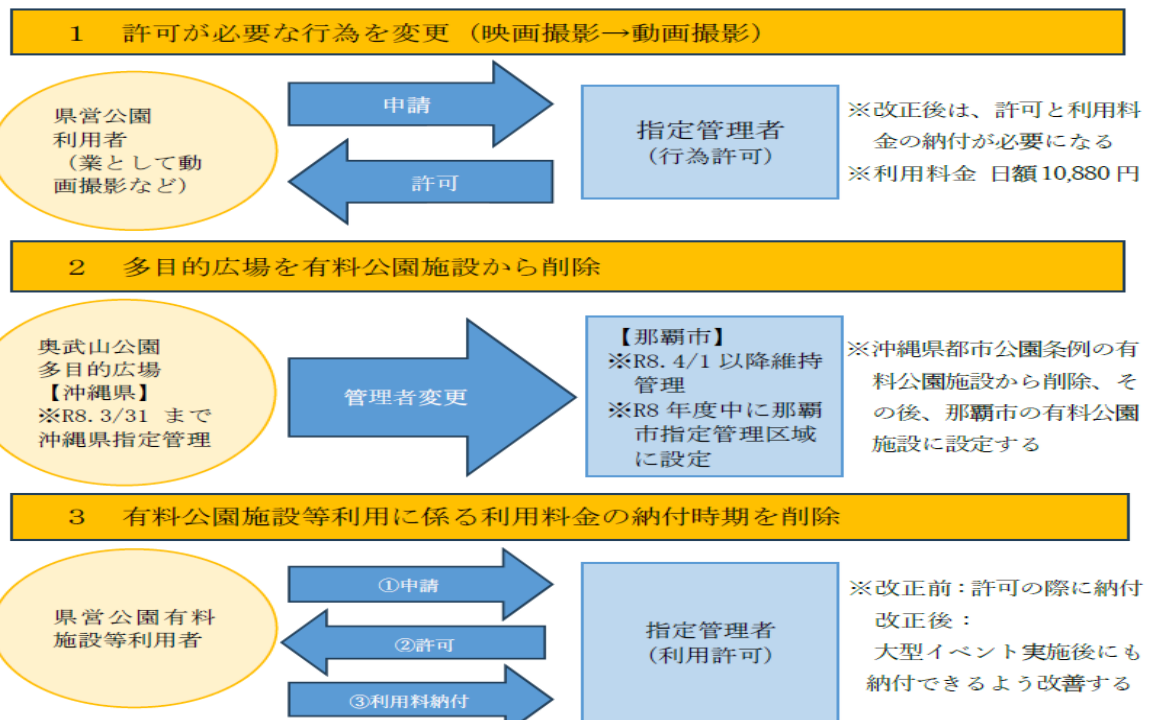 1 許可が必要な行為を変更（映画撮影→動画撮影）
県営公園
利用者
（業として動
画撮影など）
申請
許可
指定管理者
（行為許可）
※改正後は、許可と利用料
金の納付が必要になる
※利用料金 日額10,880円
2 多目的広場を有料公園施設から削除
奥武山公園
多目的広場
【沖縄県】
※R8.3/31 まで
沖縄県指定管理
管理者変更
【那覇市】
※R8.4/1以降維持
管理
※R8年度中に那覇
市指定管理区域
に設定
※沖縄県都市公園条例の有
料公園施設から削除、そ
の後、那覇市の有料公園
施設に設定する
3 有料公園施設等利用に係る利用料金の納付時期を削除
県営公園有料
施設等利用者
①申請
②許可
③利用料納付
指定管理者
（利用許可）
※改正前：許可の際に納付
改正後：
大型イベント実施後にも
納付できるよう改善する